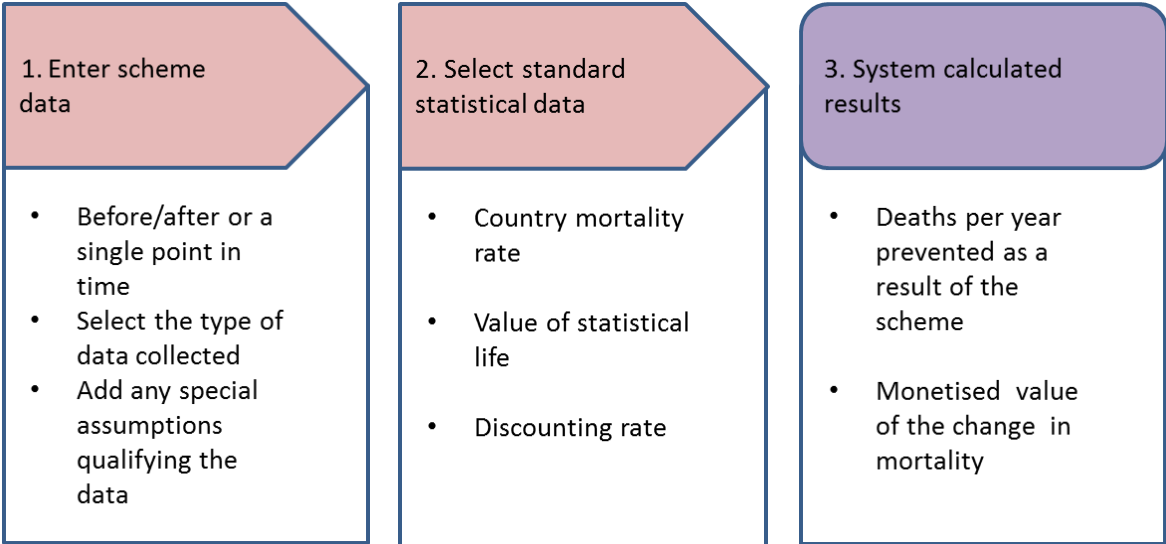 1. Enter scheme
data
• Before/after or a
single point in
time
• Select the type of
data collected
• Add any special
assumptions
qualifying the
data
2. Select standard
statistical data
• Country mortality
rate
• Value of statistical
life
• Discounting rate
3. System calculated
results
• Deaths per year
prevented as a
result of the
scheme
• Monetised value
of the change in
mortality